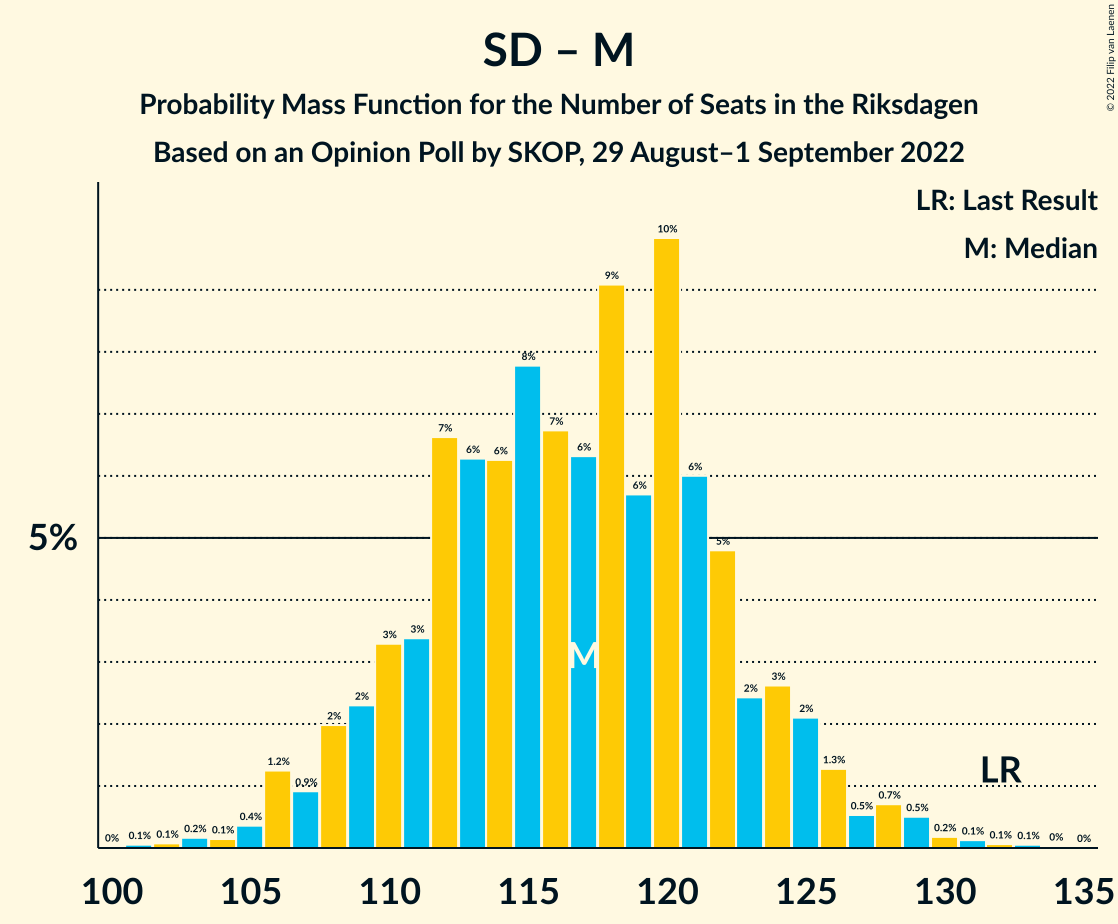 SD – M
Probability Mass Function for the Number of Seats in the Riksdagen
Based on an Opinion Poll by SKOP, 29 August–1 September 2022
© 2022 Filip van Laenen
LR: Last Result
M: Median
5%
0% 0.1% 0.1% 0.2% 0.1% 0.4% 1.2% 0.9% 2% 2% 3% 3% 7% 6% 6% 8% 7% 6% 9% 6% 10% 6% 5% 2% 3% 2% 1.3% 0.5% 0.7% 0.5% 0.2% 0.1% 0.1% 0.1% 0% 0%
M
LR
100 105 110 115 120 125 130 135